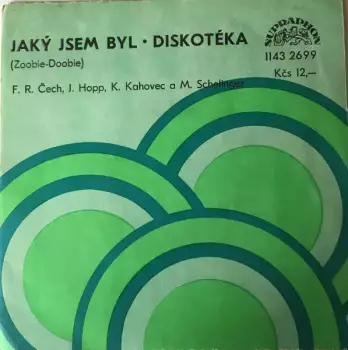 JAKÝ JSEM BYL · DISKOTÉKA
(Zoobie-Doobie)
F. R. Čech, J. Hopp, K. Kahovec a M. Schelinger
SUPRAPHON
1143 2699
Kčs 12,—